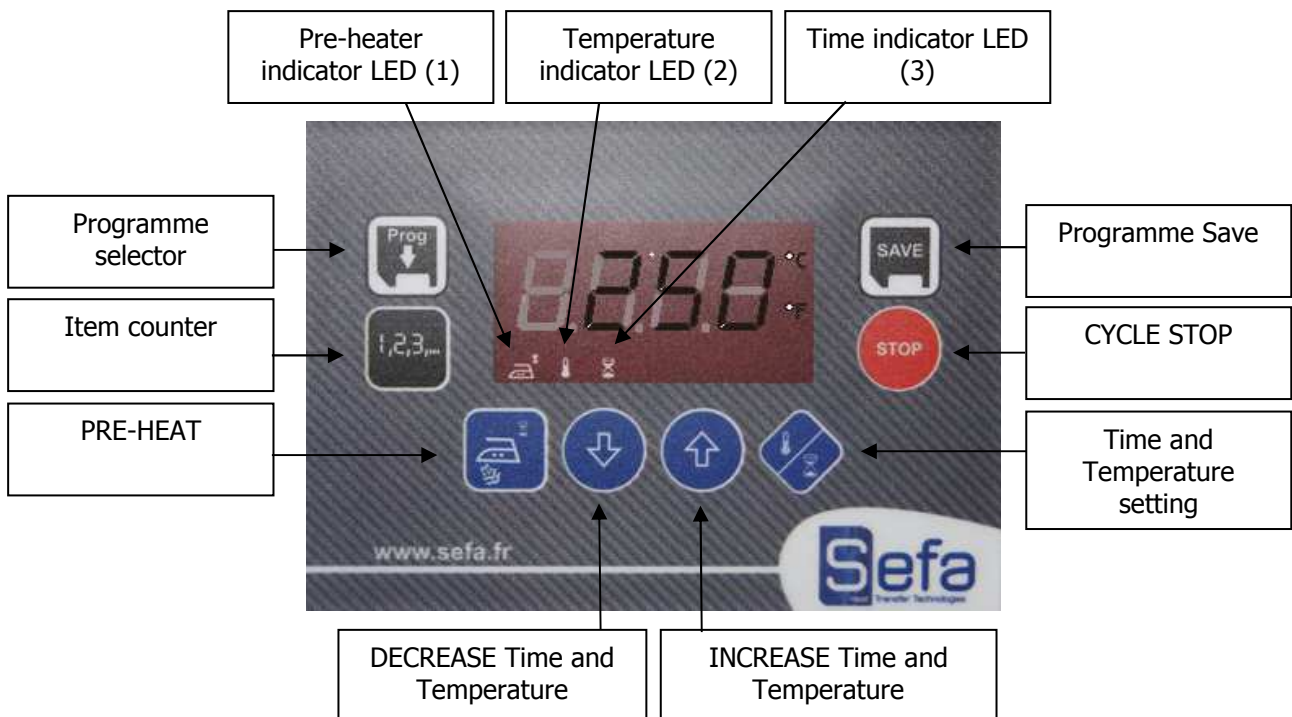 Pre-heater
indicator LED (1)
Temperature
indicator LED (2)
Time indicator LED
(3)
Programme
selector
Item counter
PRE-HEAT
Prog
1,2,3,...
250
°C
°F
SAVE
STOP
www.sefa.fr
Sefa
Transfer Technologies
Programme Save
CYCLE STOP
Time and
Temperature
setting
DECREASE Time and
Temperature
INCREASE Time and
Temperature